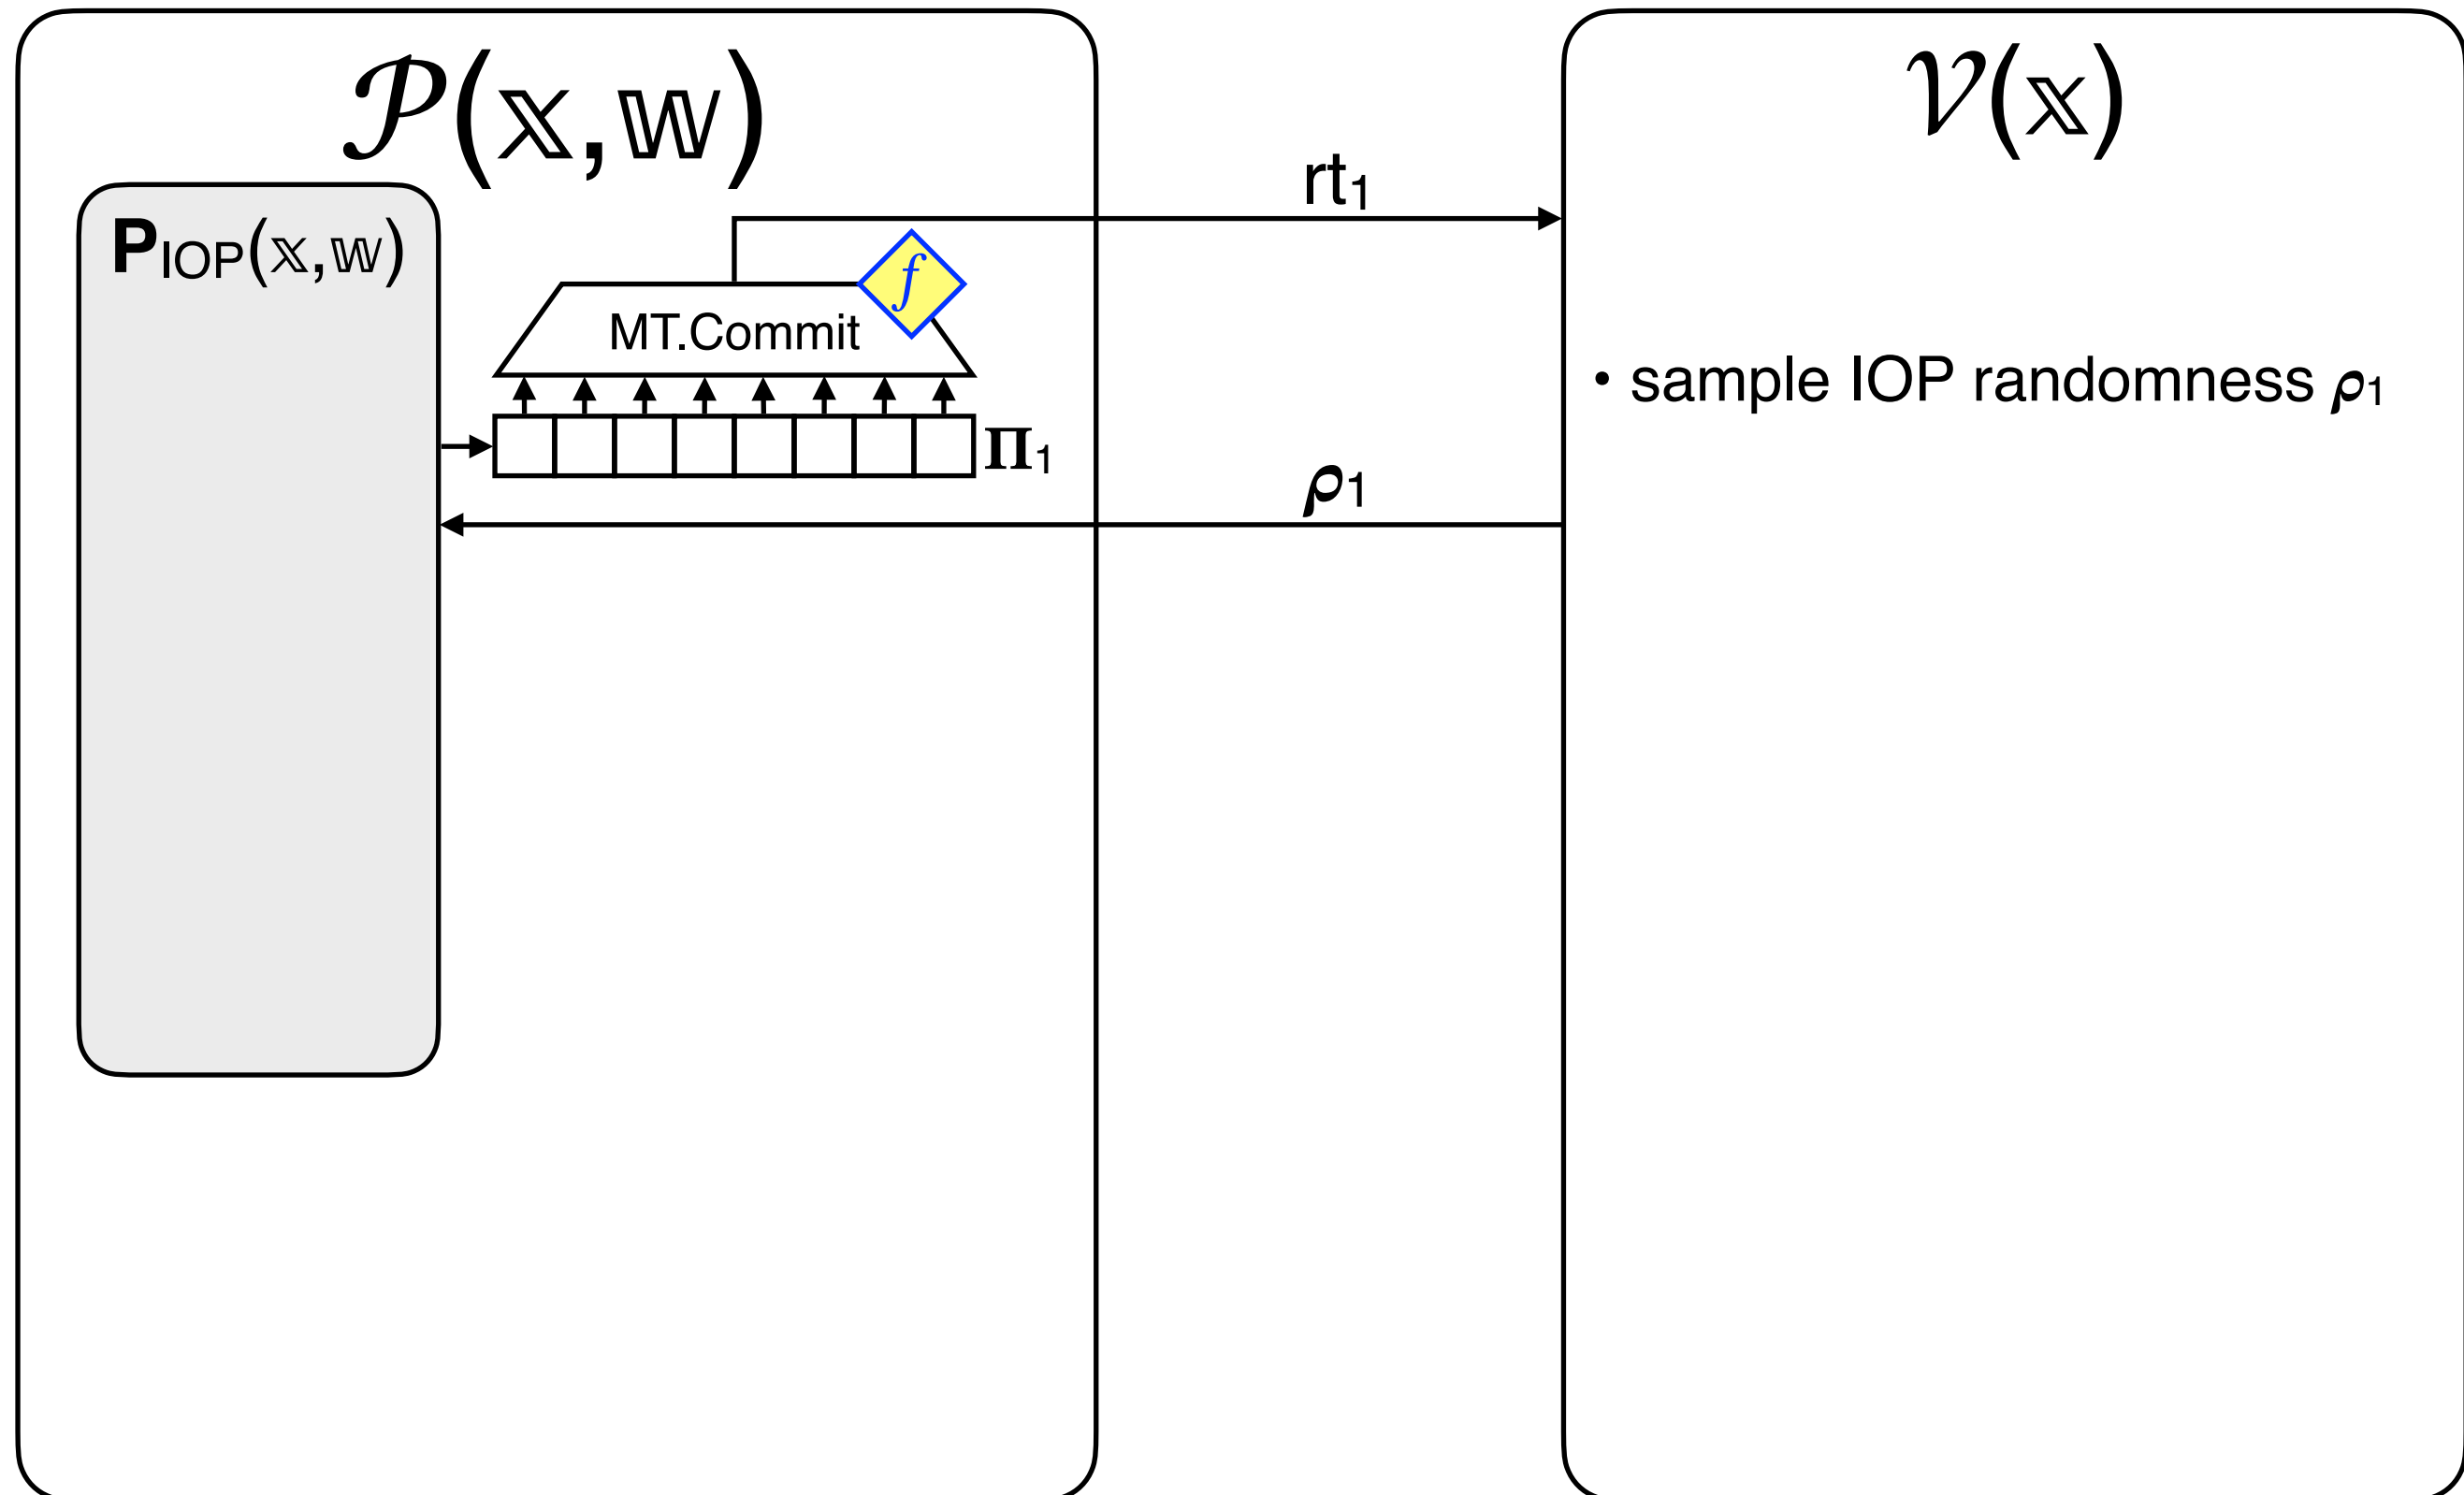 𝒫(𝕩,𝕨)
𝒱(𝕩)
rt₁
P_IOP(𝕩,𝕨)
f
MT.Commit
• sample IOP randomness ρ₁
Π₁
ρ₁